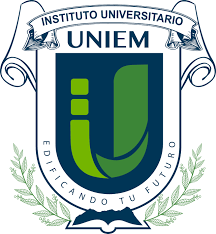 INSTITUTO UNIVERSITARIO
UNIEM
EDIFICANDO TU FUTURO